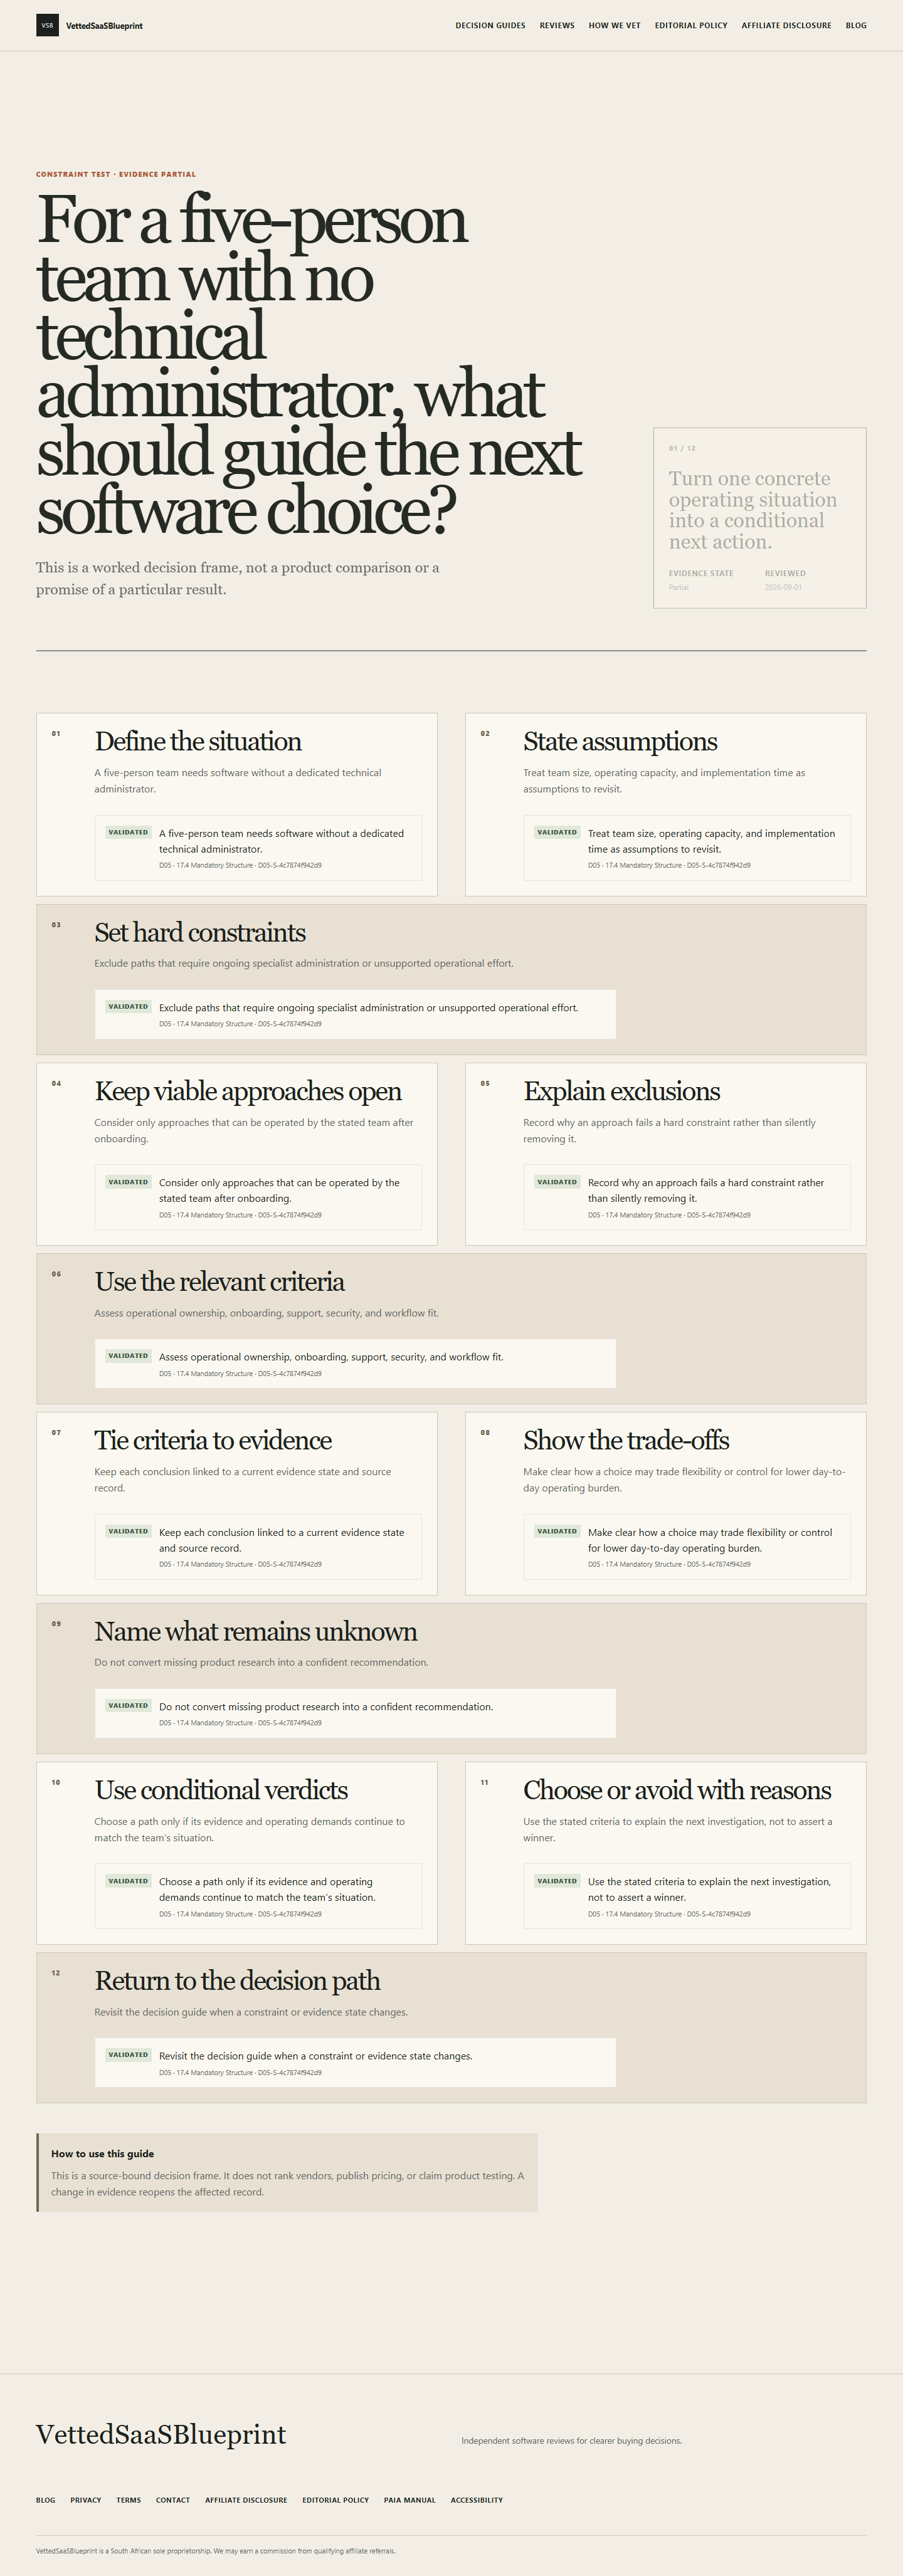 VSB
VettedSaaSBlueprint
DECISION GUIDES
REVIEWS
HOW WE VET
EDITORIAL POLICY
AFFILIATE DISCLOSURE
BLOG
CONSTRAINT TEST · EVIDENCE PARTIAL
For a five-person
team with no
technical
administrator, what
should guide the next
software choice?
This is a worked decision frame, not a product comparison or a
promise of a particular result.
01 / 12
Turn one concrete
operating situation
into a conditional
next action.
EVIDENCE STATE
Partial
REVIEWED
2026-09-01
01
Define the situation
A five-person team needs software without a dedicated technical
administrator.
VALIDATED
A five-person team needs software without a dedicated
technical administrator.
D05 · 17.4 Mandatory Structure · D05-S-4c7874f942d9
02
State assumptions
Treat team size, operating capacity, and implementation time as
assumptions to revisit.
VALIDATED
Treat team size, operating capacity, and implementation
time as assumptions to revisit.
D05 · 17.4 Mandatory Structure · D05-S-4c7874f942d9
03
Set hard constraints
Exclude paths that require ongoing specialist administration or unsupported operational effort.
VALIDATED
Exclude paths that require ongoing specialist administration or unsupported operational effort.
D05 · 17.4 Mandatory Structure · D05-S-4c7874f942d9
04
Keep viable approaches open
Consider only approaches that can be operated by the stated team after
onboarding.
VALIDATED
Consider only approaches that can be operated by the
stated team after onboarding.
D05 · 17.4 Mandatory Structure · D05-S-4c7874f942d9
05
Explain exclusions
Record why an approach fails a hard constraint rather than silently
removing it.
VALIDATED
Record why an approach fails a hard constraint rather
than silently removing it.
D05 · 17.4 Mandatory Structure · D05-S-4c7874f942d9
06
Use the relevant criteria
Assess operational ownership, onboarding, support, security, and workflow fit.
VALIDATED
Assess operational ownership, onboarding, support, security, and workflow fit.
D05 · 17.4 Mandatory Structure · D05-S-4c7874f942d9
07
Tie criteria to evidence
Keep each conclusion linked to a current evidence state and source
record.
VALIDATED
Keep each conclusion linked to a current evidence state
and source record.
D05 · 17.4 Mandatory Structure · D05-S-4c7874f942d9
08
Show the trade-offs
Make clear how a choice may trade flexibility or control for lower day-to-
day operating burden.
VALIDATED
Make clear how a choice may trade flexibility or control
for lower day-to-day operating burden.
D05 · 17.4 Mandatory Structure · D05-S-4c7874f942d9
09
Name what remains unknown
Do not convert missing product research into a confident recommendation.
VALIDATED
Do not convert missing product research into a confident recommendation.
D05 · 17.4 Mandatory Structure · D05-S-4c7874f942d9
10
Use conditional verdicts
Choose a path only if its evidence and operating demands continue to
match the team's situation.
VALIDATED
Choose a path only if its evidence and operating
demands continue to match the team's situation.
D05 · 17.4 Mandatory Structure · D05-S-4c7874f942d9
11
Choose or avoid with reasons
Use the stated criteria to explain the next investigation, not to assert a
winner.
VALIDATED
Use the stated criteria to explain the next investigation,
not to assert a winner.
D05 · 17.4 Mandatory Structure · D05-S-4c7874f942d9
12
Return to the decision path
Revisit the decision guide when a constraint or evidence state changes.
VALIDATED
Revisit the decision guide when a constraint or evidence state changes.
D05 · 17.4 Mandatory Structure · D05-S-4c7874f942d9
How to use this guide
This is a source-bound decision frame. It does not rank vendors, publish pricing, or claim product testing. A
change in evidence reopens the affected record.
VettedSaaSBlueprint
Independent software reviews for clearer buying decisions.
BLOG
PRIVACY
TERMS
CONTACT
AFFILIATE DISCLOSURE
EDITORIAL POLICY
PAIA MANUAL
ACCESSIBILITY
VettedSaaSBlueprint is a South African sole proprietorship. We may earn a commission from qualifying affiliate referrals.